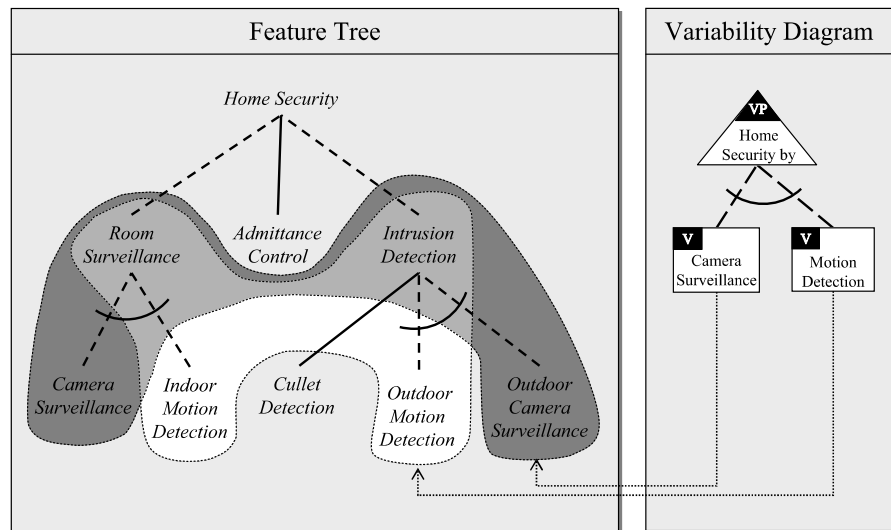 Feature Tree
Variability Diagram
Home Security
VP
Home
Security by
Room
Surveillance
Admittance
Control
Intrusion
Detection
V
Camera
Surveillance
V
Motion
Detection
Camera
Surveillance
Indoor
Motion
Detection
Cullet
Detection
Outdoor
Motion
Detection
Outdoor
Camera
Surveillance